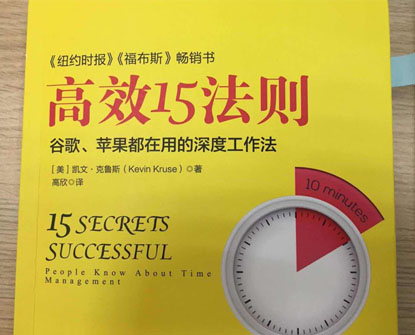 《纽约时报》《福布斯》畅销书
高效15法则
谷歌、苹果都在用的深度工作法
［美］凯文·克鲁斯（Kevin Kruse）◎著
高欣◎译
10 minutes
15 SECRETS
SUCCESSFUL
People Know About Time
Management